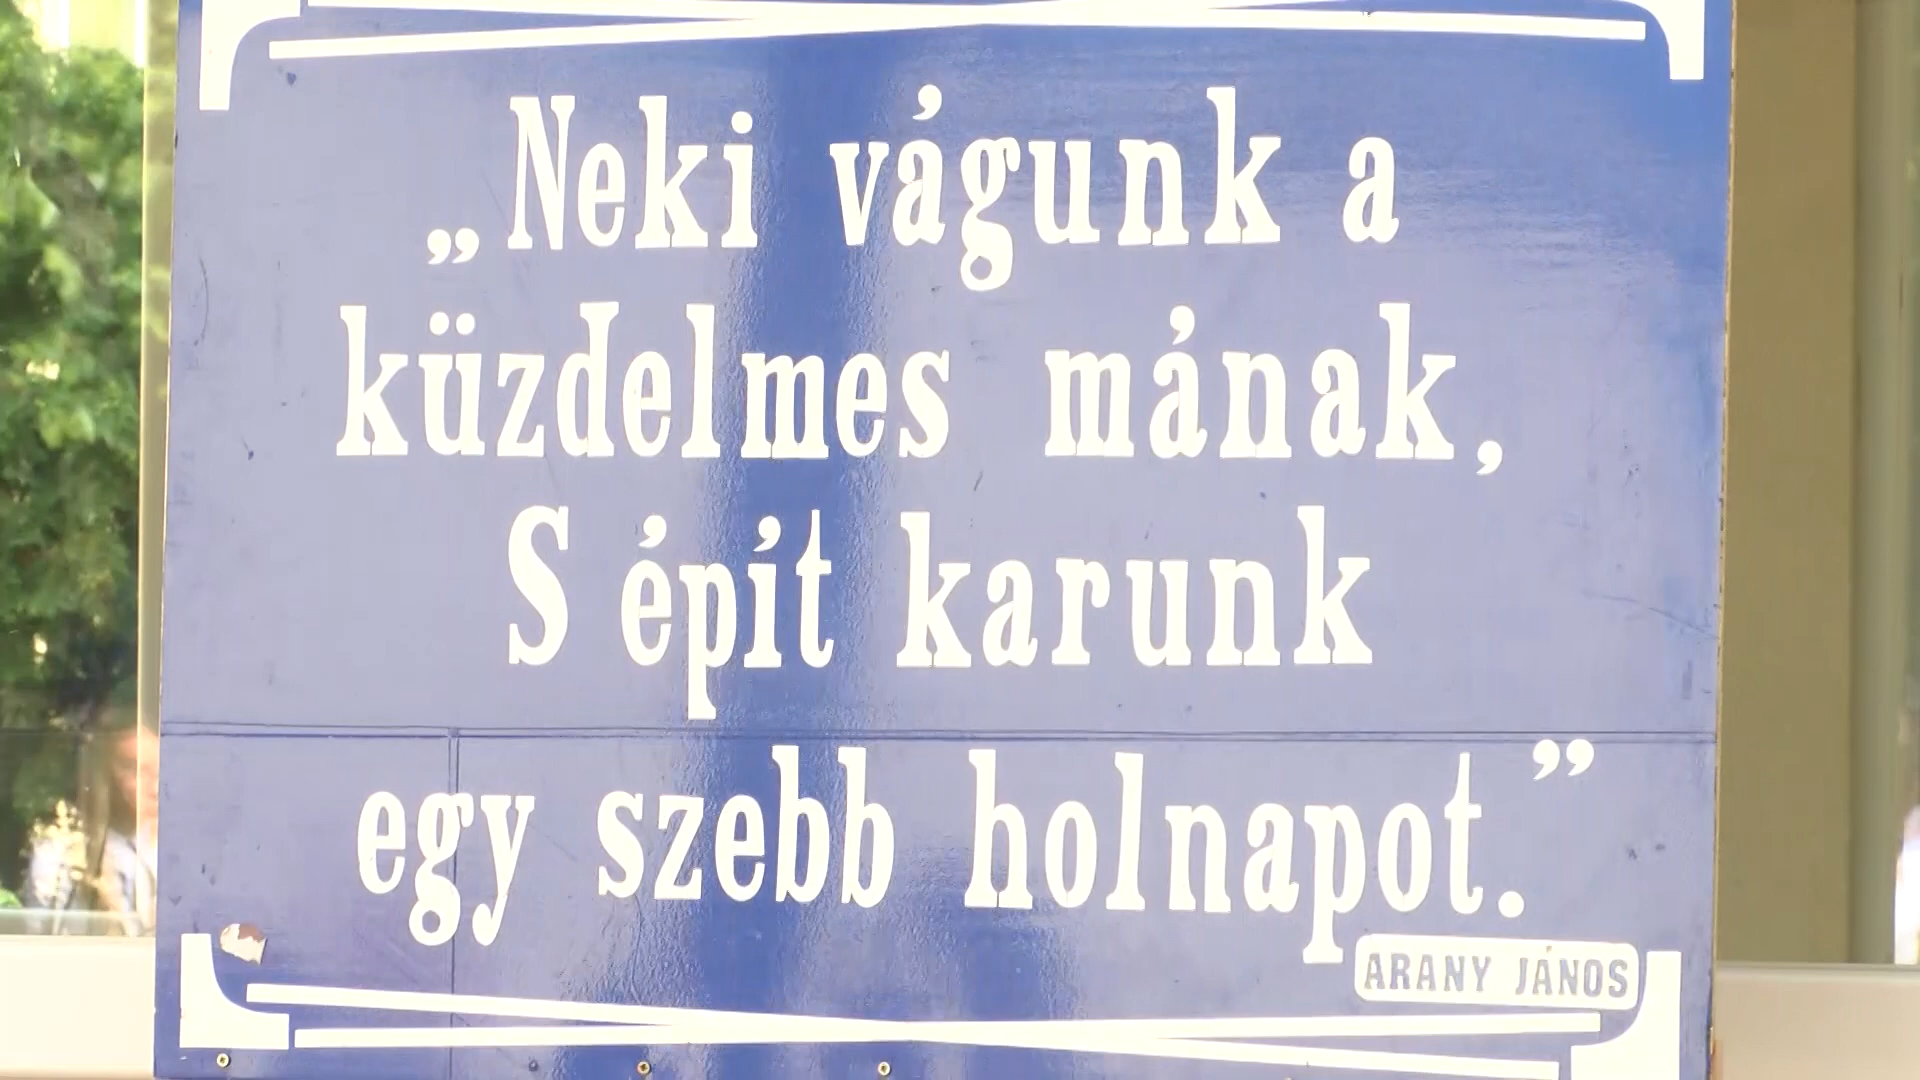 „Neki vágunk a
küzdelmes mának,
S épít karunk
egy szebb holnapot.”
ARANY JÁNOS